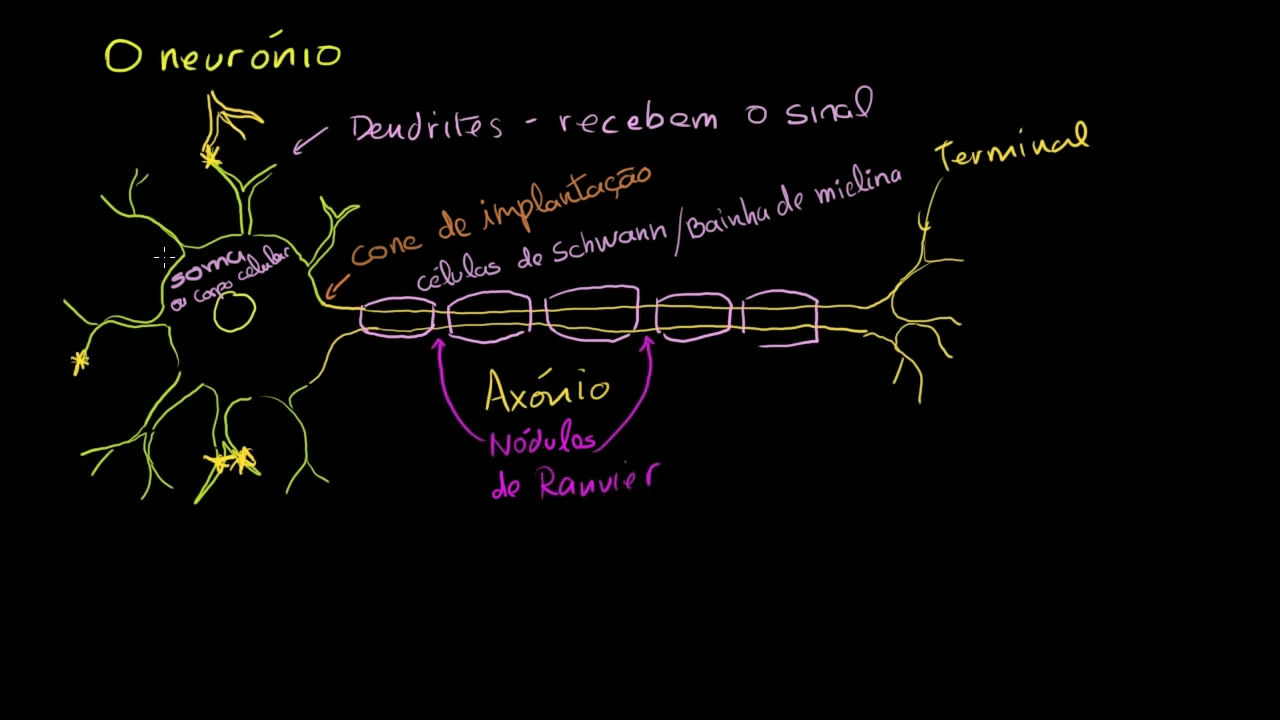 O neurónio
Dendrites - recebem o sinal
Terminal
cone de implantação
células de Schwann/Bainha de mielina
soma
ou corpo celular
Axónio
Nódulos
de Ranvier